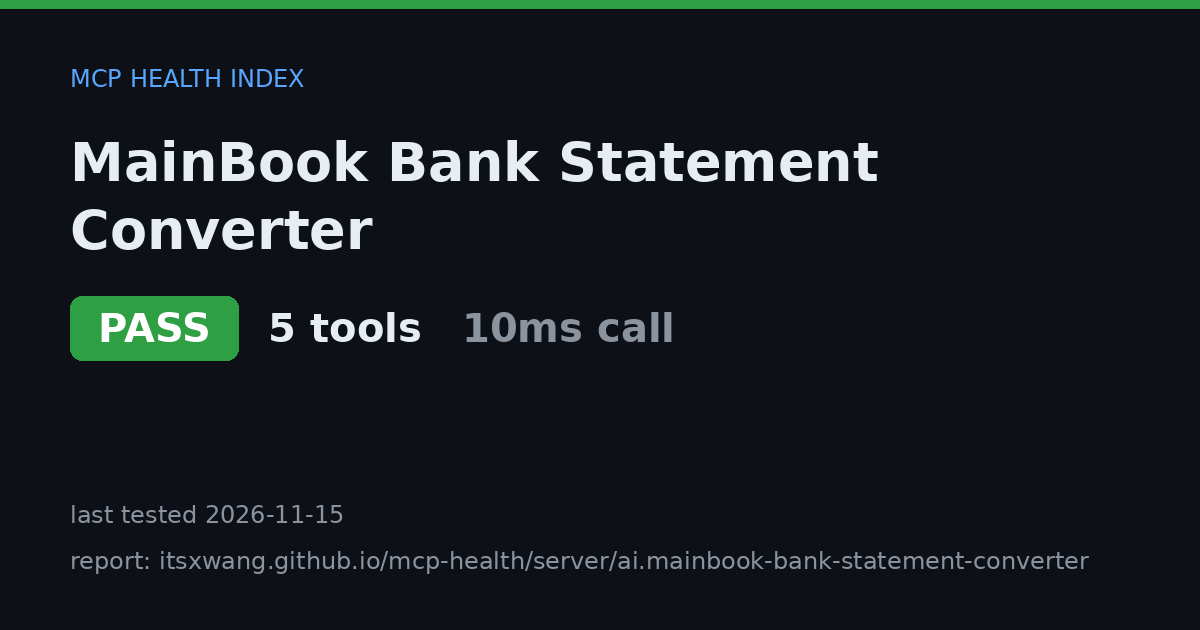 MCP HEALTH INDEX
MainBook Bank Statement
Converter
PASS 5 tools 10ms call
last tested 2026-11-15
report: itsxwang.github.io/mcp-health/server/ai.mainbook-bank-statement-converter